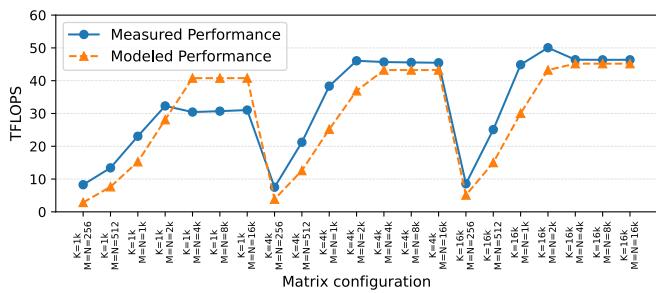 60
50
40
30
20
10
0
TFLOPS
Measured Performance
Modeled Performance
K=1k
M=N=256
K=1k
M=N=512
K=1k
M=N=1k
K=1k
M=N=2k
K=1k
M=N=4k
K=1k
M=N=8k
K=1k
M=N=16k
K=4k
M=N=256
K=4k
M=N=512
K=4k
M=N=1k
K=4k
M=N=2k
K=4k
M=N=4k
K=4k
M=N=8k
K=4k
M=N=16k
K=16k
M=N=256
K=16k
M=N=512
K=16k
M=N=1k
K=16k
M=N=2k
K=16k
M=N=4k
K=16k
M=N=8k
K=16k
M=N=16k
Matrix configuration